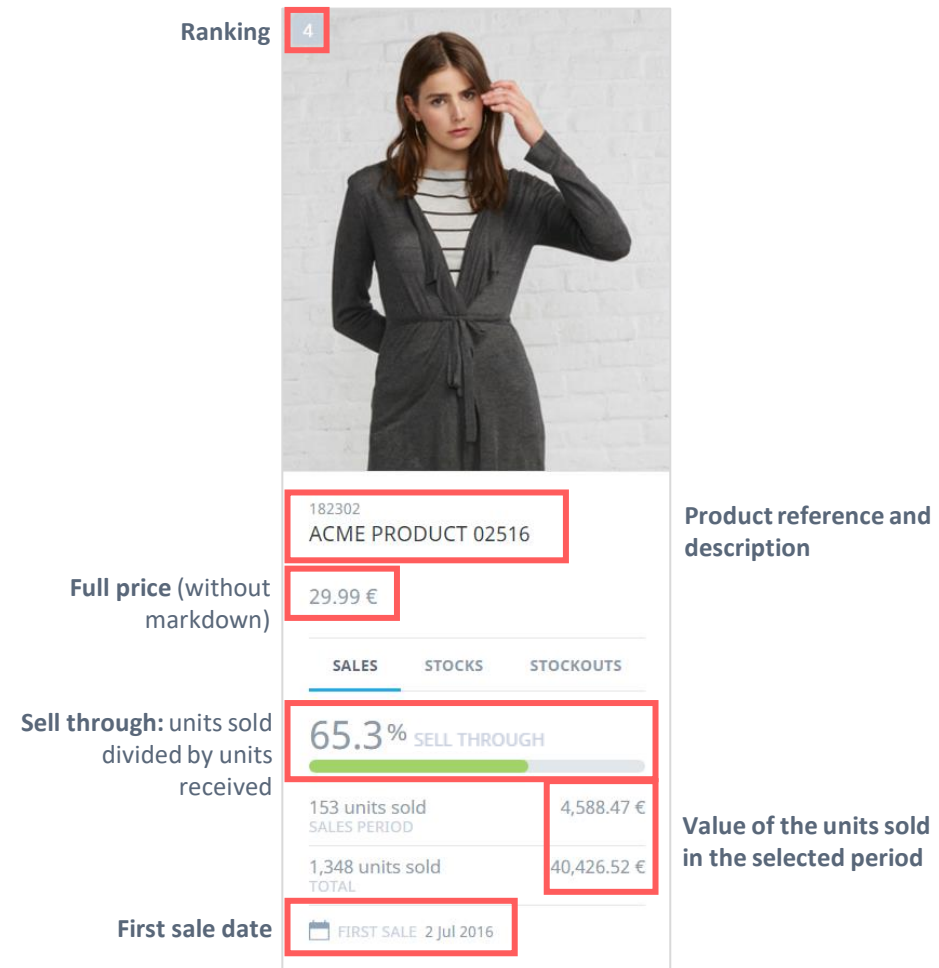 Ranking
4
182302
ACME PRODUCT 02516
Product reference and
description
Full price (without
markdown)
29.99 €
SALES STOCKS STOCKOUTS
Sell through: units sold
divided by units
received
65.3% SELL THROUGH
153 units sold 4,588.47 €
SALES PERIOD
1,348 units sold 40,426.52 €
TOTAL
Value of the units sold
in the selected period
First sale date
FIRST SALE 2 Jul 2016